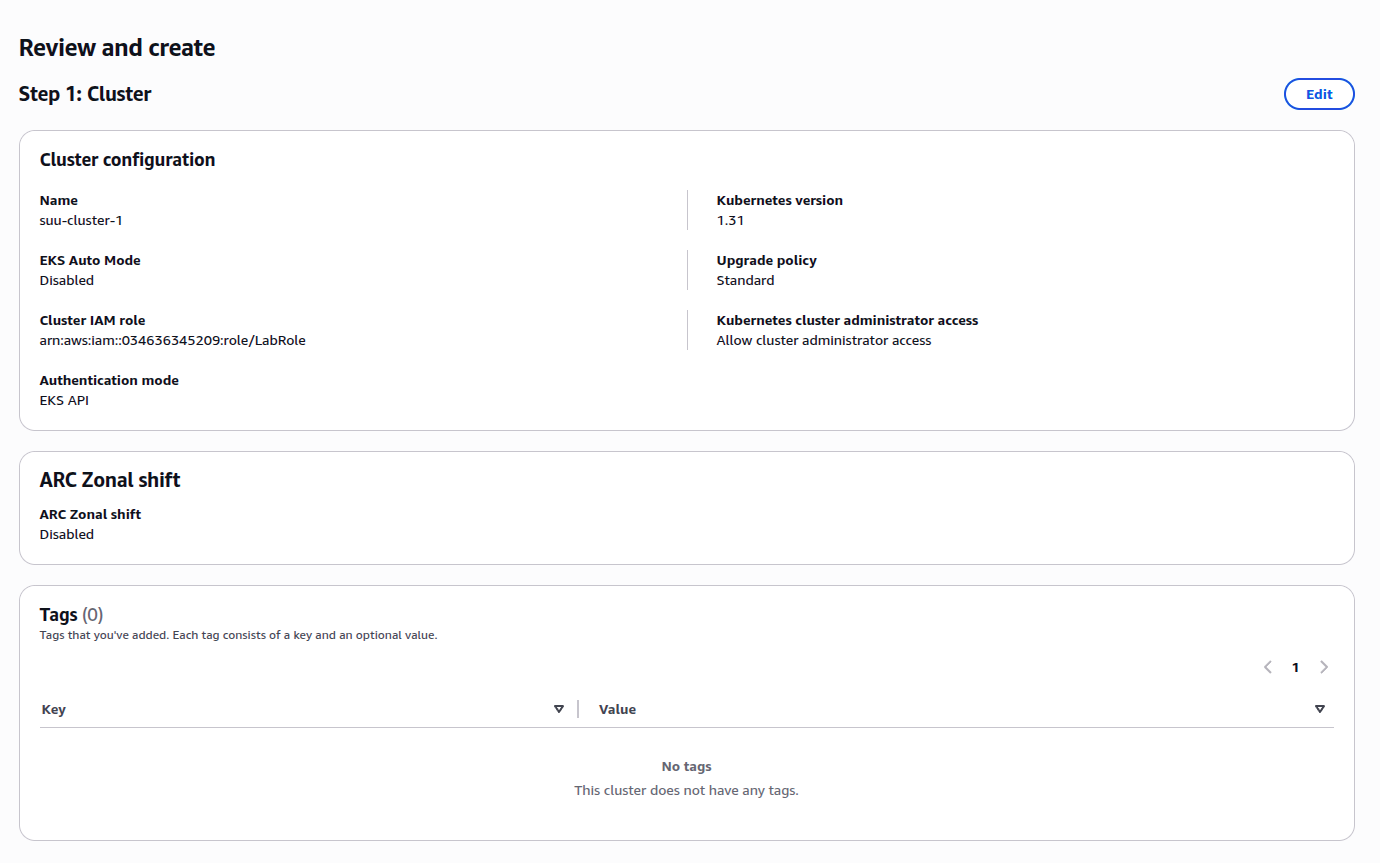 Review and create
Step 1: Cluster
Edit
Cluster configuration
Name
suu-cluster-1
Kubernetes version
1.31
EKS Auto Mode
Disabled
Upgrade policy
Standard
Cluster IAM role
arn:aws:iam::034636345209:role/LabRole
Kubernetes cluster administrator access
Allow cluster administrator access
Authentication mode
EKS API
ARC Zonal shift
ARC Zonal shift
Disabled
Tags (0)
Tags that you've added. Each tag consists of a key and an optional value.
1
Key Value
No tags
This cluster does not have any tags.